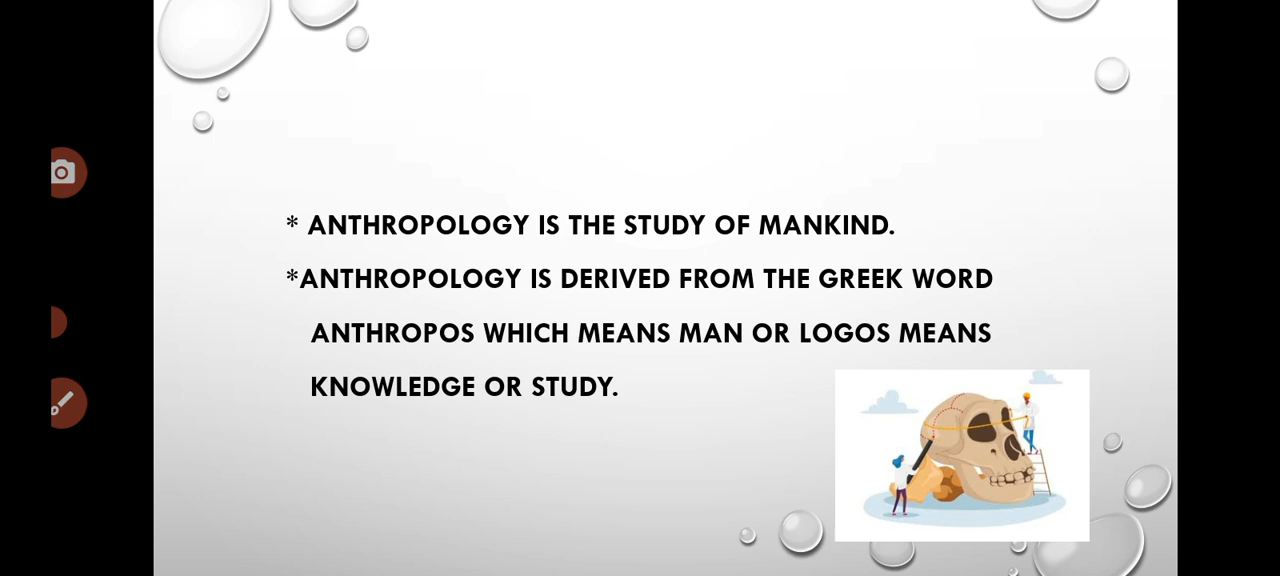 * ANTHROPOLOGY IS THE STUDY OF MANKIND.
*ANTHROPOLOGY IS DERIVED FROM THE GREEK WORD
ANTHROPOS WHICH MEANS MAN OR LOGOS MEANS
KNOWLEDGE OR STUDY.